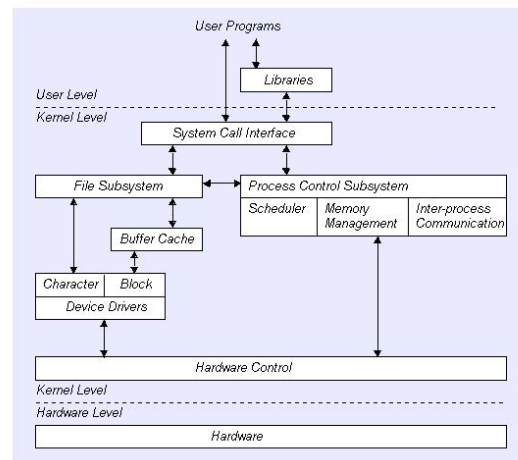 User Programs
Libraries
User Level
Kernel Level
System Call Interface
File Subsystem
Process Control Subsystem
Scheduler
Memory
Management
Inter-process
Communication
Buffer Cache
Character
Block
Device Drivers
Hardware Control
Kernel Level
Hardware Level
Hardware